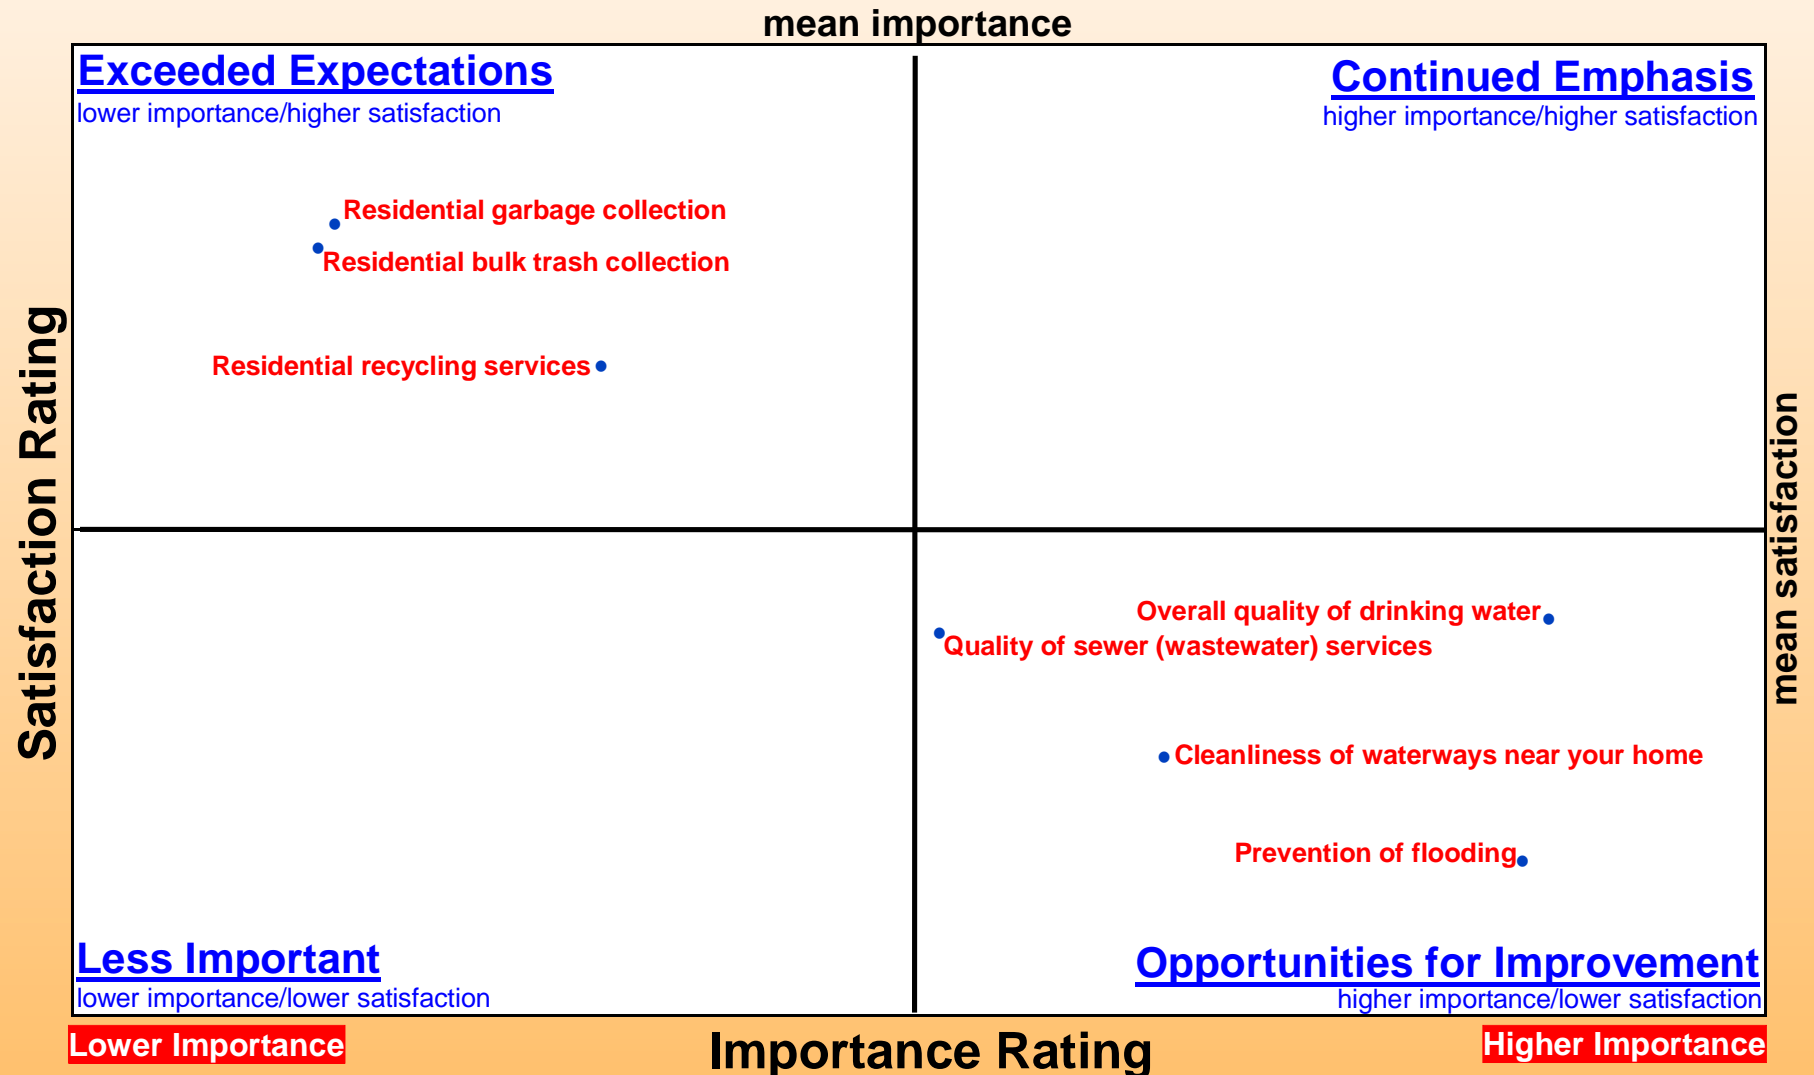 mean importance
Exceeded Expectations
lower importance/higher satisfaction
Continued Emphasis
higher importance/higher satisfaction
Residential garbage collection
Residential bulk trash collection
Residential recycling services
Satisfaction Rating
mean satisfaction
Overall quality of drinking water
Quality of sewer (wastewater) services
Cleanliness of waterways near your home
Prevention of flooding
Less Important
lower importance/lower satisfaction
Opportunities for Improvement
higher importance/lower satisfaction
Lower Importance
Importance Rating
Higher Importance